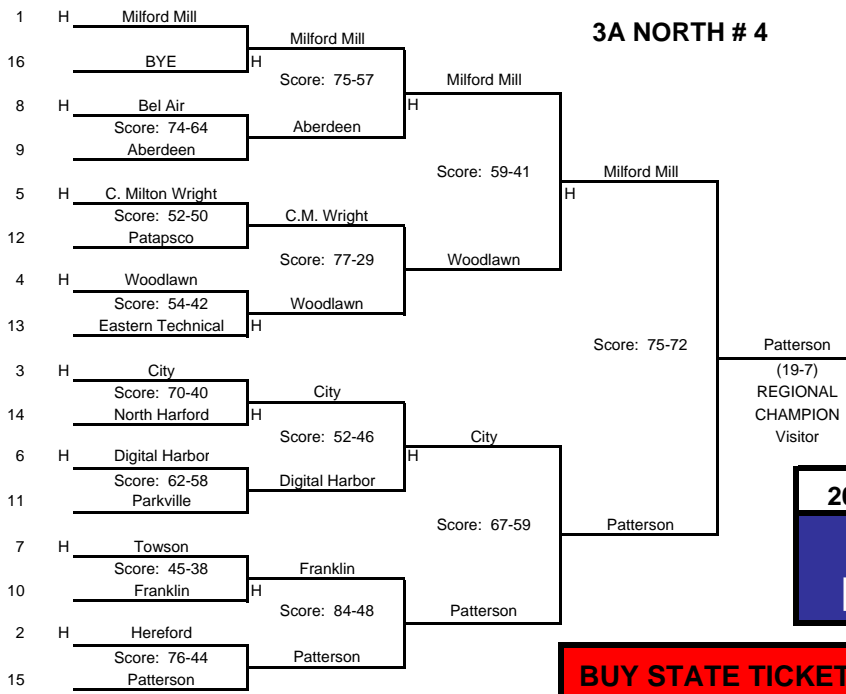 3A NORTH # 4
1 H Milford Mill
Milford Mill
16 BYE H
Score: 75-57
Milford Mill
8 H Bel Air
H
Score: 74-64
Aberdeen
9 Aberdeen
Score: 59-41
Milford Mill
5 H C. Milton Wright
H
Score: 52-50
C.M. Wright
12 Patapsco
Score: 77-29
Woodlawn
4 H Woodlawn
Score: 54-42
Woodlawn
13 Eastern Technical H
Score: 75-72
Patterson
(19-7)
REGIONAL
CHAMPION
Visitor
3 H City
Score: 70-40
City
14 North Harford H
Score: 52-46
City
6 H Digital Harbor
H
Score: 62-58
Digital Harbor
11 Parkville
Score: 67-59
Patterson
7 H Towson
Score: 45-38
Franklin
10 Franklin H
Score: 84-48
Patterson
2 H Hereford
Score: 76-44
Patterson
15 Patterson
BUY STATE TICKET